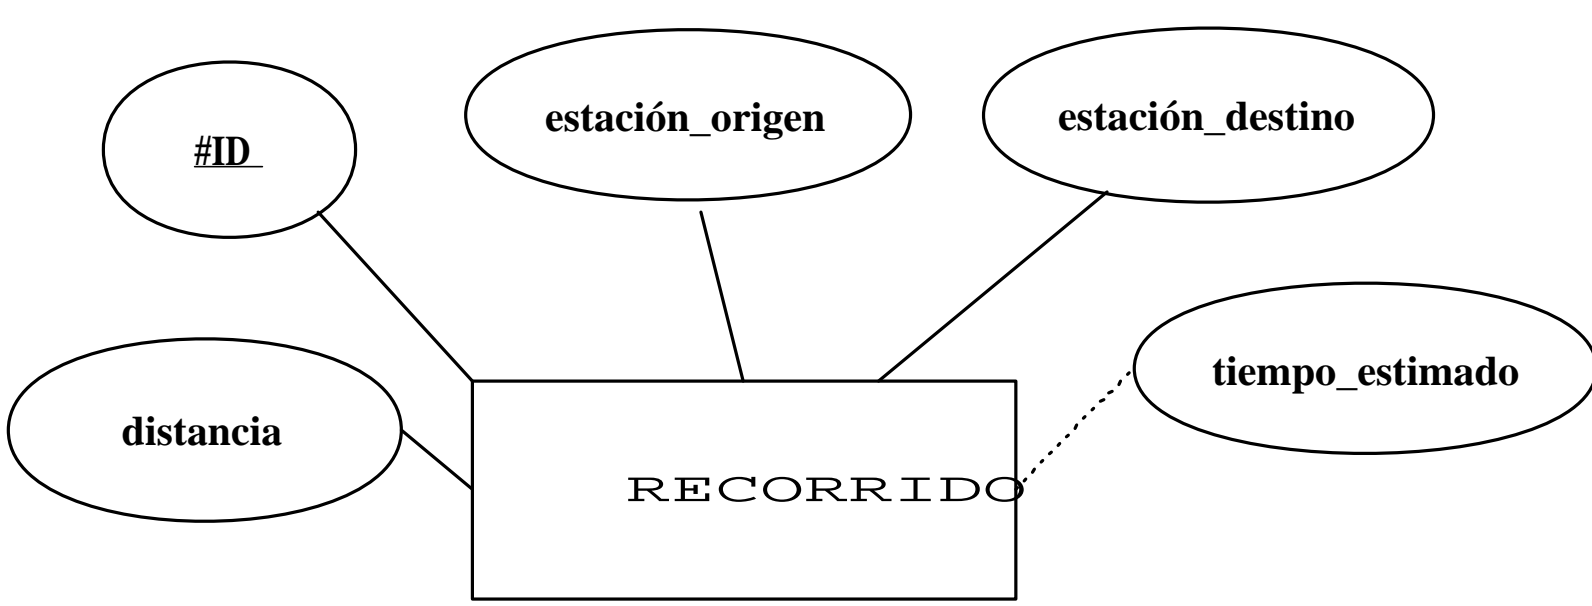 #ID
estación_origen
estación_destino
distancia
tiempo_estimado
RECORRIDO